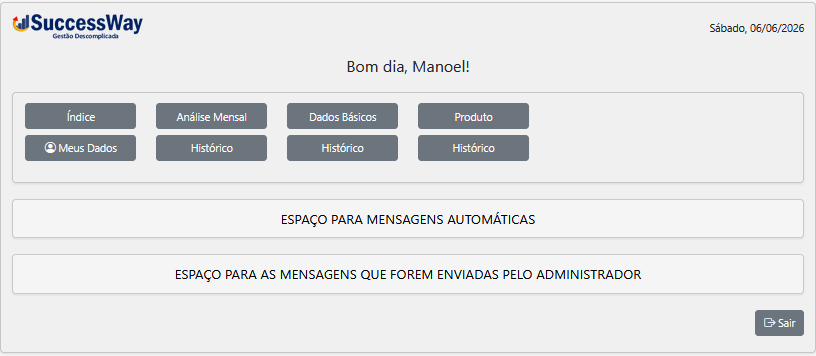 SuccessWay
Gestão Descomplicada
Sábado, 06/06/2026
Bom dia, Manoel!
Índice Análise Mensal Dados Básicos Produto
Meus Dados Histórico Histórico Histórico
ESPAÇO PARA MENSAGENS AUTOMÁTICAS
ESPAÇO PARA AS MENSAGENS QUE FOREM ENVIADAS PELO ADMINISTRADOR
Sair